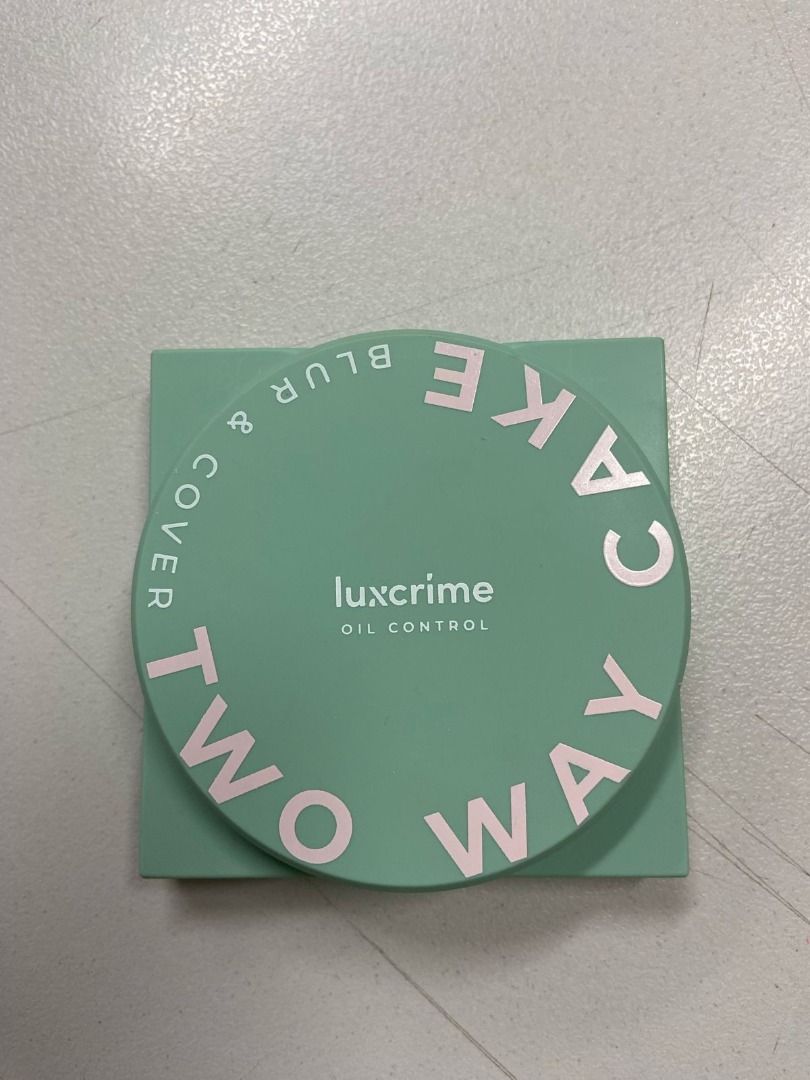 BLUR & COVER
TWO WAY CAKE
luxcrime
OIL CONTROL